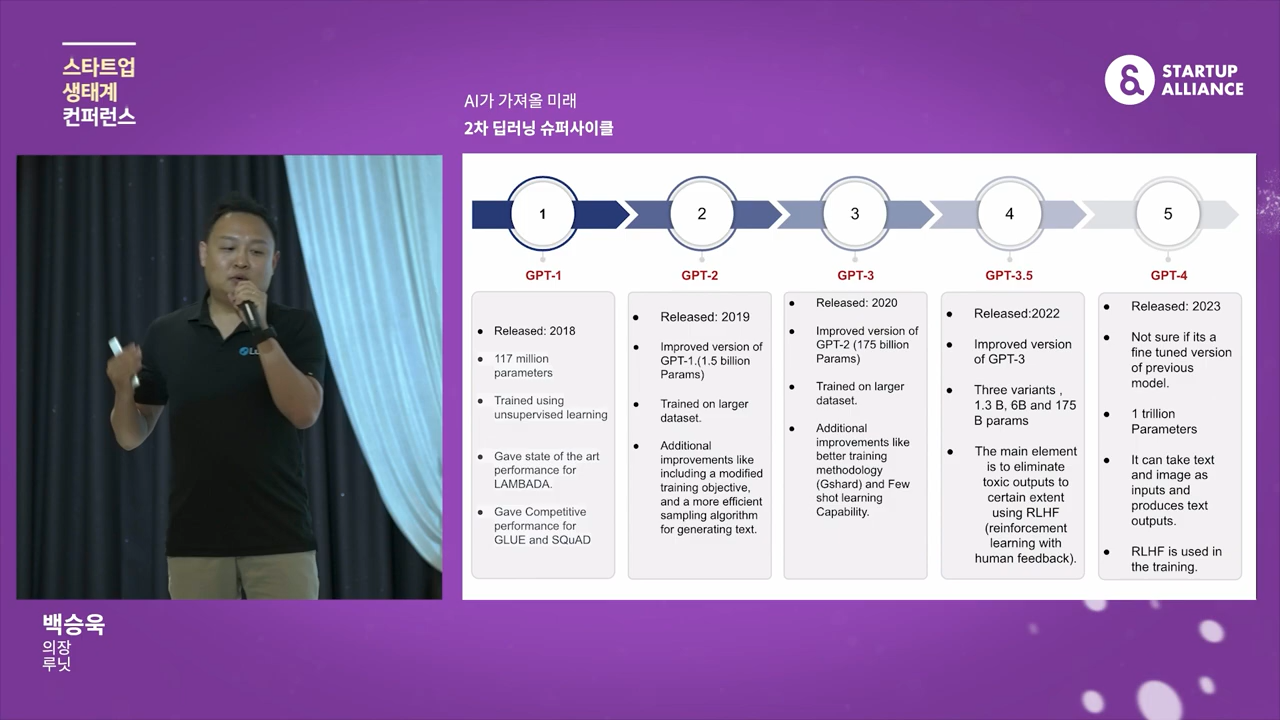 스타트업
생태계
컨퍼런스
STARTUP
ALLIANCE
AI가 가져올 미래
2차 딥러닝 슈퍼사이클
1
2
3
4
5
GPT-1
GPT-2
GPT-3
GPT-3.5
GPT-4
● Released: 2018
● 117 million
parameters
● Trained using
unsupervised learning
● Gave state of the art
performance for
LAMBADA.
● Gave Competitive
performance for
GLUE and SQuAD
● Released: 2019
● Improved version of
GPT-1.(1.5 billion
Params)
● Trained on larger
dataset.
● Additional
improvements like
including a modified
training objective,
and a more efficient
sampling algorithm
for generating text.
● Released: 2020
● Improved version of
GPT-2 (175 billion
Params)
● Trained on larger
dataset.
● Additional
improvements like
better training
methodology
(Gshard) and Few
shot learning
Capability.
● Released:2022
● Improved version
of GPT-3
● Three variants ,
1.3 B, 6B and 175
B params
● The main element
is to eliminate
toxic outputs to
certain extent
using RLHF
(reinforcement
learning with
human feedback).
● Released: 2023
● Not sure if its a
fine tuned version
of previous
model.
● 1 trillion
Parameters
● It can take text
and image as
inputs and
produces text
outputs.
● RLHF is used in
the training.
백승욱
의장
루닛